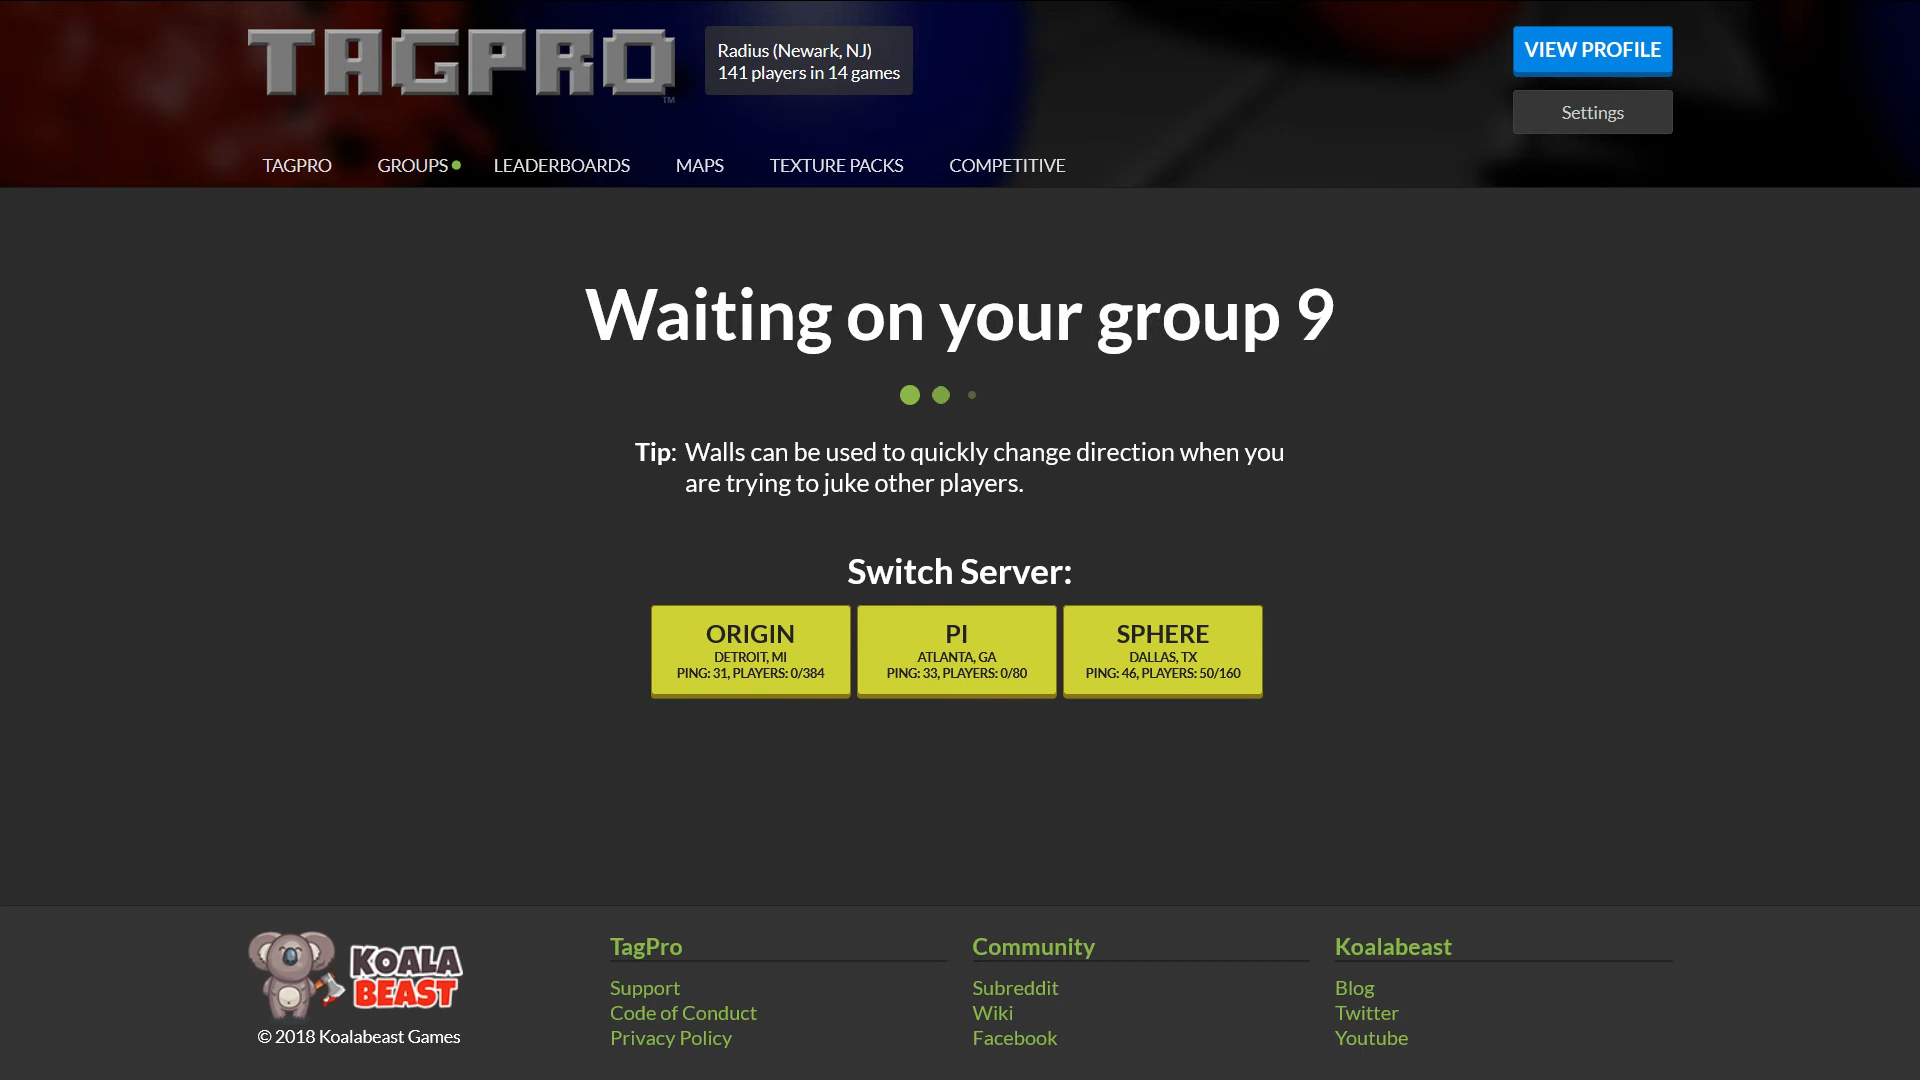 TAGPRO
TM
Radius (Newark, NJ)
141 players in 14 games
VIEW PROFILE
Settings
TAGPRO
GROUPS
LEADERBOARDS
MAPS
TEXTURE PACKS
COMPETITIVE
Waiting on your group 9
Tip: Walls can be used to quickly change direction when you
are trying to juke other players.
Switch Server:
ORIGIN
DETROIT, MI
PING: 31, PLAYERS: 0/384
PI
ATLANTA, GA
PING: 33, PLAYERS: 0/80
SPHERE
DALLAS, TX
PING: 46, PLAYERS: 50/160
KOALA
BEAST
© 2018 Koalabeast Games
TagPro
Support
Code of Conduct
Privacy Policy
Community
Subreddit
Wiki
Facebook
Koalabeast
Blog
Twitter
Youtube